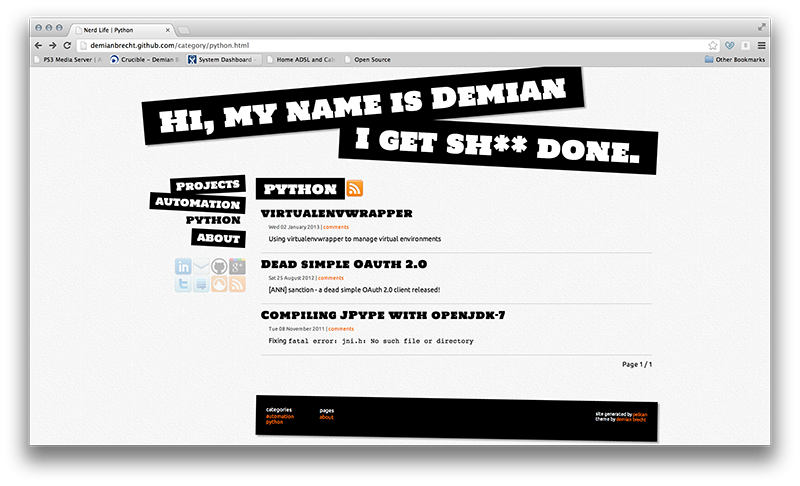 Nerd Life | Python
demianbrecht.github.com/category/python.html
PS3 Media Server |
Crucible – Demian B
System Dashboard -
Home ADSL and Ca
Open Source
Other Bookmarks
Hi, my name is Demian
I get sh** done.
Projects
Automation
Python
About
Python
virtualenvwrapper
Wed 02 January 2013 | comments
Using virtualenvwrapper to manage virtual environments
Dead simple OAuth 2.0
Sat 25 August 2012 | comments
[ANN] sanction - a dead simple OAuth 2.0 client released!
Compiling JPype with openjdk-7
Tue 08 November 2011 | comments
Fixing fatal error: jni.h: No such file or directory
Page 1 / 1
categories
automation
python
pages
about
site generated by pelican
theme by demian brecht